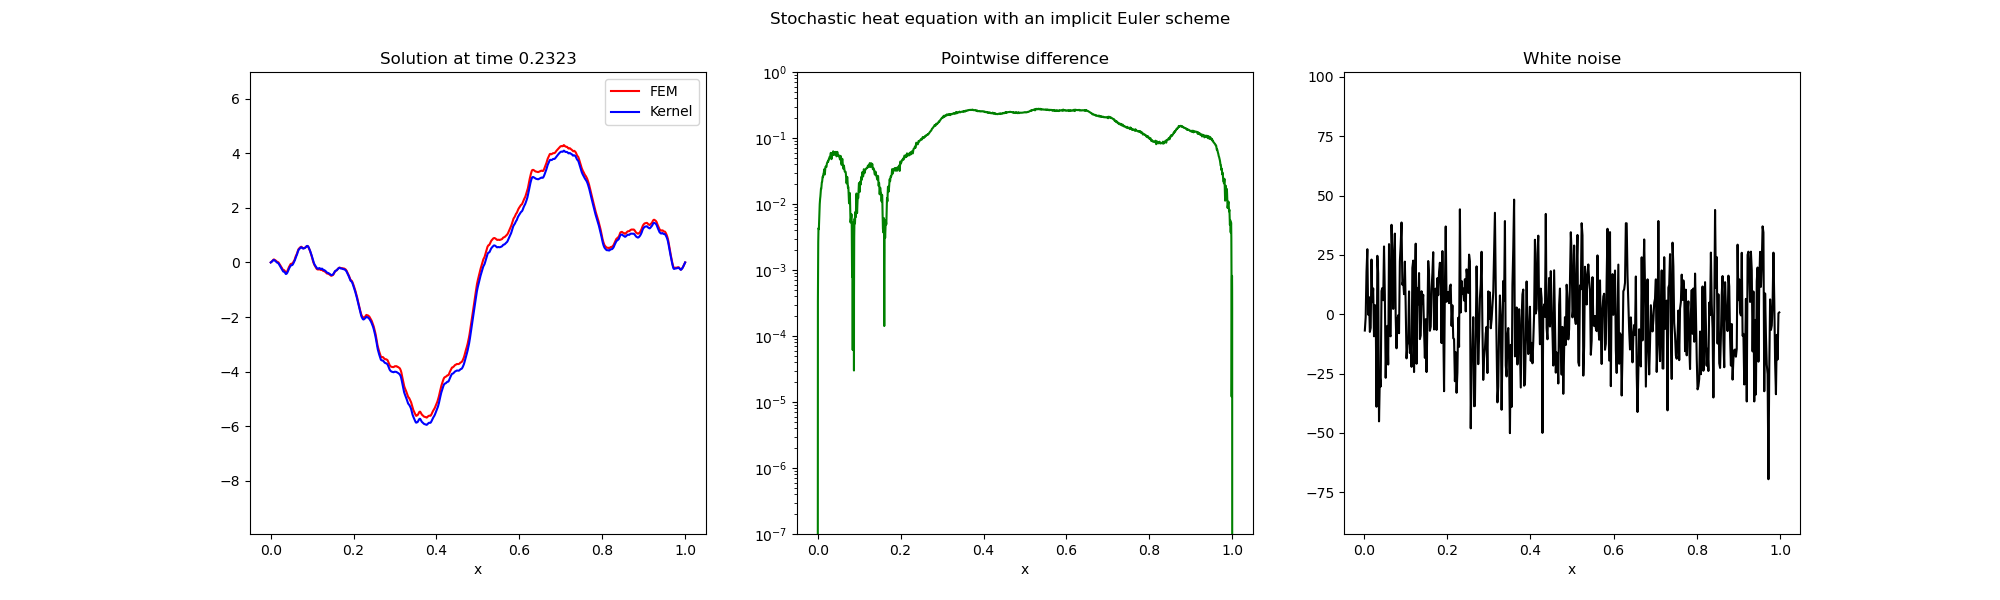 Stochastic heat equation with an implicit Euler scheme
Solution at time 0.2323
6
4
2
0
−2
−4
−6
−8
0.0 0.2 0.4 0.6 0.8 1.0
x
FEM
Kernel
Pointwise difference
10⁰
10⁻¹
10⁻²
10⁻³
10⁻⁴
10⁻⁵
10⁻⁶
10⁻⁷
0.0 0.2 0.4 0.6 0.8 1.0
x
White noise
100
75
50
25
0
−25
−50
−75
0.0 0.2 0.4 0.6 0.8 1.0
x